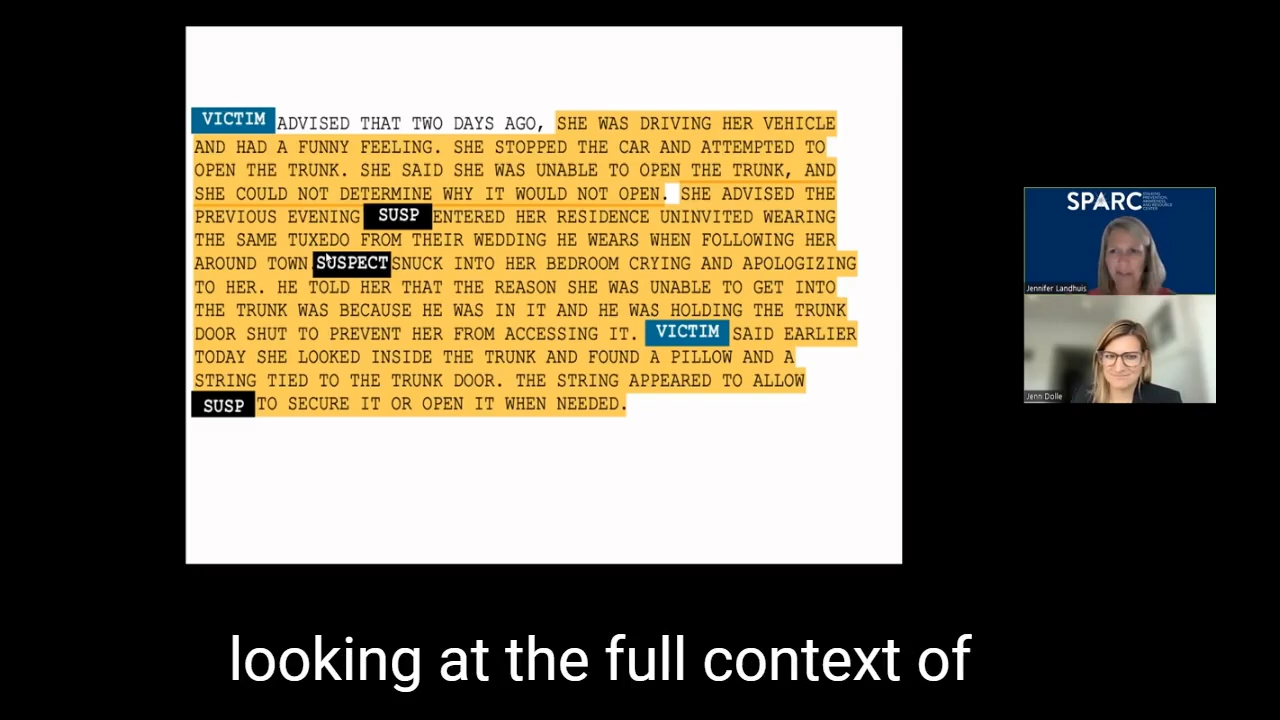 VICTIM ADVISED THAT TWO DAYS AGO, SHE WAS DRIVING HER VEHICLE
AND HAD A FUNNY FEELING. SHE STOPPED THE CAR AND ATTEMPTED TO
OPEN THE TRUNK. SHE SAID SHE WAS UNABLE TO OPEN THE TRUNK, AND
SHE COULD NOT DETERMINE WHY IT WOULD NOT OPEN. SHE ADVISED THE
PREVIOUS EVENING SUSP ENTERED HER RESIDENCE UNINVITED WEARING
THE SAME TUXEDO FROM THEIR WEDDING HE WEARS WHEN FOLLOWING HER
AROUND TOWN SUSPECT SNUCK INTO HER BEDROOM CRYING AND APOLOGIZING
TO HER. HE TOLD HER THAT THE REASON SHE WAS UNABLE TO GET INTO
THE TRUNK WAS BECAUSE HE WAS IN IT AND HE WAS HOLDING THE TRUNK
DOOR SHUT TO PREVENT HER FROM ACCESSING IT. VICTIM SAID EARLIER
TODAY SHE LOOKED INSIDE THE TRUNK AND FOUND A PILLOW AND A
STRING TIED TO THE TRUNK DOOR. THE STRING APPEARED TO ALLOW
SUSP TO SECURE IT OR OPEN IT WHEN NEEDED.
SPARC
Jennifer Landhuis
Jenn Dolle
looking at the full context of